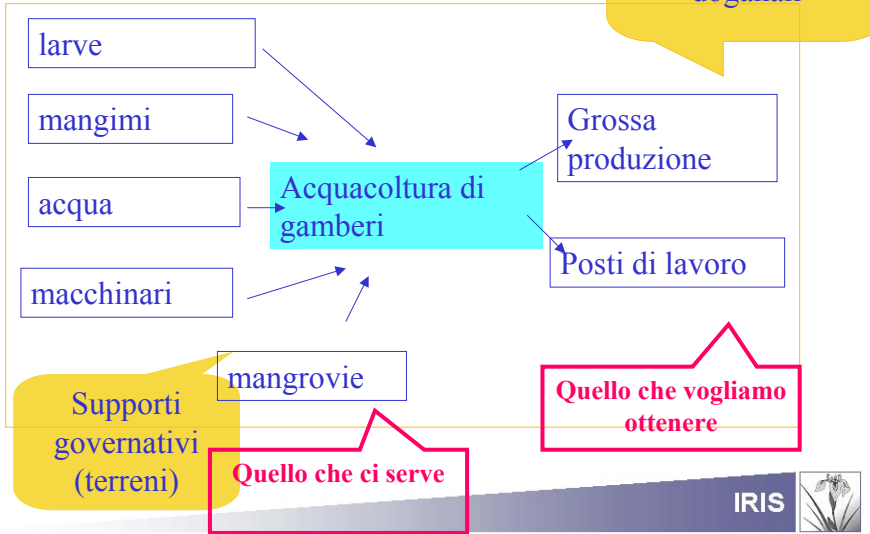 doganali
larve
mangimi
acqua
macchinari
mangrovie
Acquacoltura di
gamberi
Grossa
produzione
Posti di lavoro
Supporti
governativi
(terreni)
Quello che ci serve
Quello che vogliamo
ottenere
IRIS